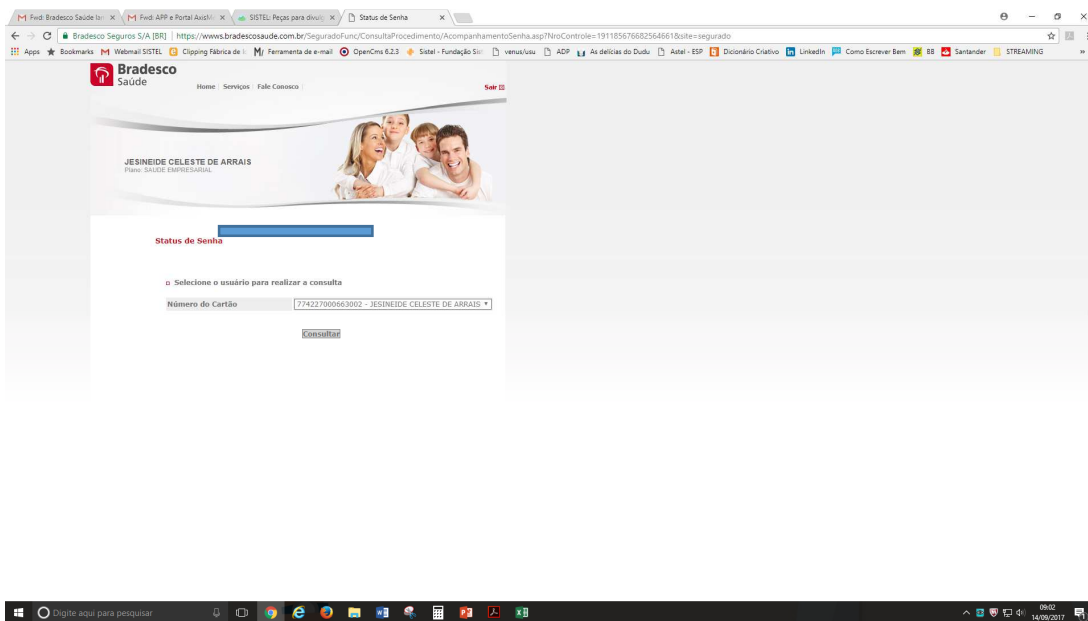 Fwd: Bradesco Saúde lan
Fwd: APP e Portal AxisM
SISTEL: Peças para divulg
Status de Senha
Bradesco Seguros S/A [BR] | https://wwws.bradescosaude.com.br/SeguradoFunc/ConsultaProcedimento/AcompanhamentoSenha.asp?NroControle=191185676682564661&site=segurado
Apps Bookmarks Webmail SISTEL Clipping Fábrica de I Ferramenta de e-mail OpenCms 6.2.3 Sistel - Fundação Sis venus/usu ADP As delícias do Dudu Astel - ESP Dicionário Criativo LinkedIn Como Escrever Bem BB Santander STREAMING »
Bradesco
Saúde
Home | Serviços | Fale Conosco |
Sair
JESINEIDE CELESTE DE ARRAIS
Plano: SAUDE EMPRESARIAL
Status de Senha
Selecione o usuário para realizar a consulta
Número do Cartão
774227000663002 - JESINEIDE CELESTE DE ARRAIS
Consultar
Digite aqui para pesquisar
09:02
14/09/2017